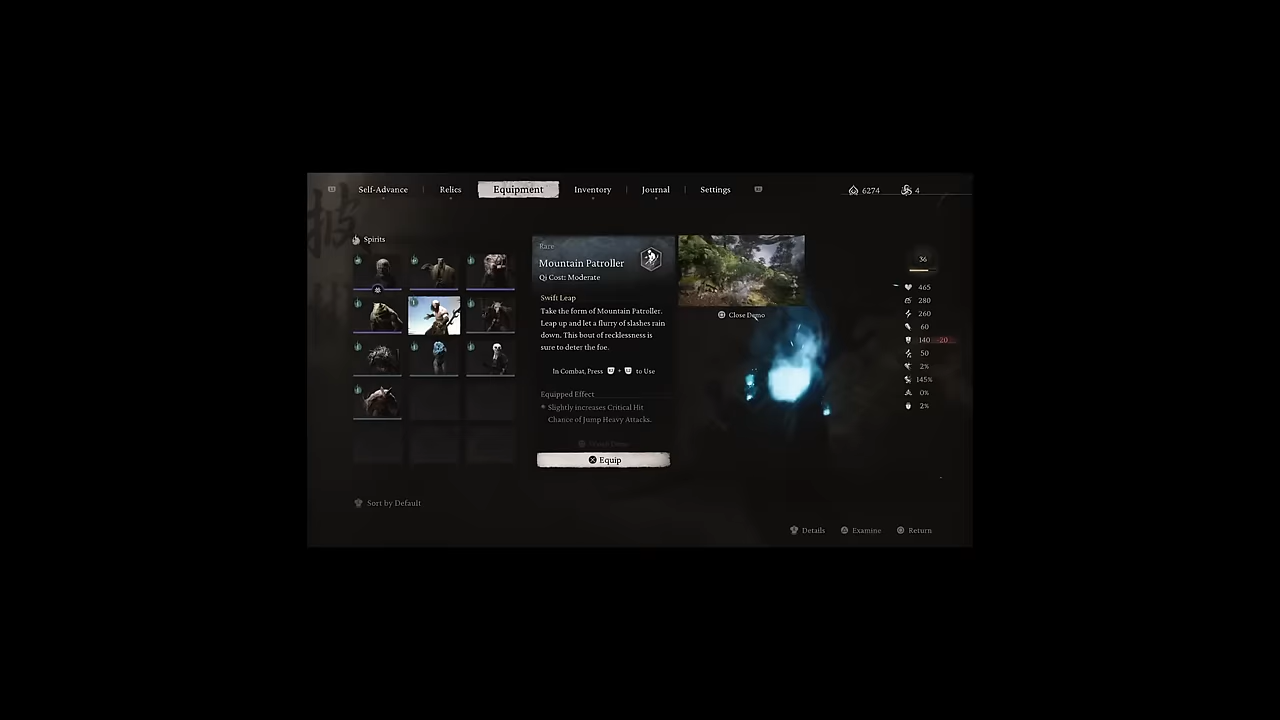 Self-Advance
Relics
Equipment
Inventory
Journal
Settings
6274
4
Spirits
Rare
Mountain Patroller
Qi Cost: Moderate
Swift Leap
Take the form of Mountain Patroller.
Leap up and let a flurry of slashes rain
down. This bout of recklessness is
sure to deter the foe.
In Combat, Press + to Use
Equipped Effect
Slightly increases Critical Hit
Chance of Jump Heavy Attacks.
Equip
Close Demo
36
465
280
260
60
140 -20
50
2%
145%
0%
2%
Sort by Default
Details
Examine
Return